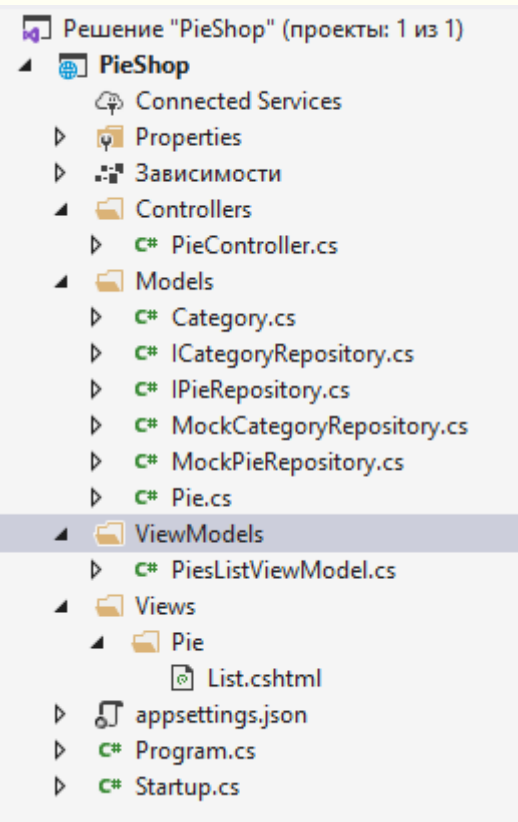 Решение "PieShop" (проекты: 1 из 1)
PieShop
Connected Services
Properties
Зависимости
Controllers
C# PieController.cs
Models
C# Category.cs
C# ICategoryRepository.cs
C# IPieRepository.cs
C# MockCategoryRepository.cs
C# MockPieRepository.cs
C# Pie.cs
ViewModels
C# PiesListViewModel.cs
Views
Pie
List.cshtml
appsettings.json
C# Program.cs
C# Startup.cs